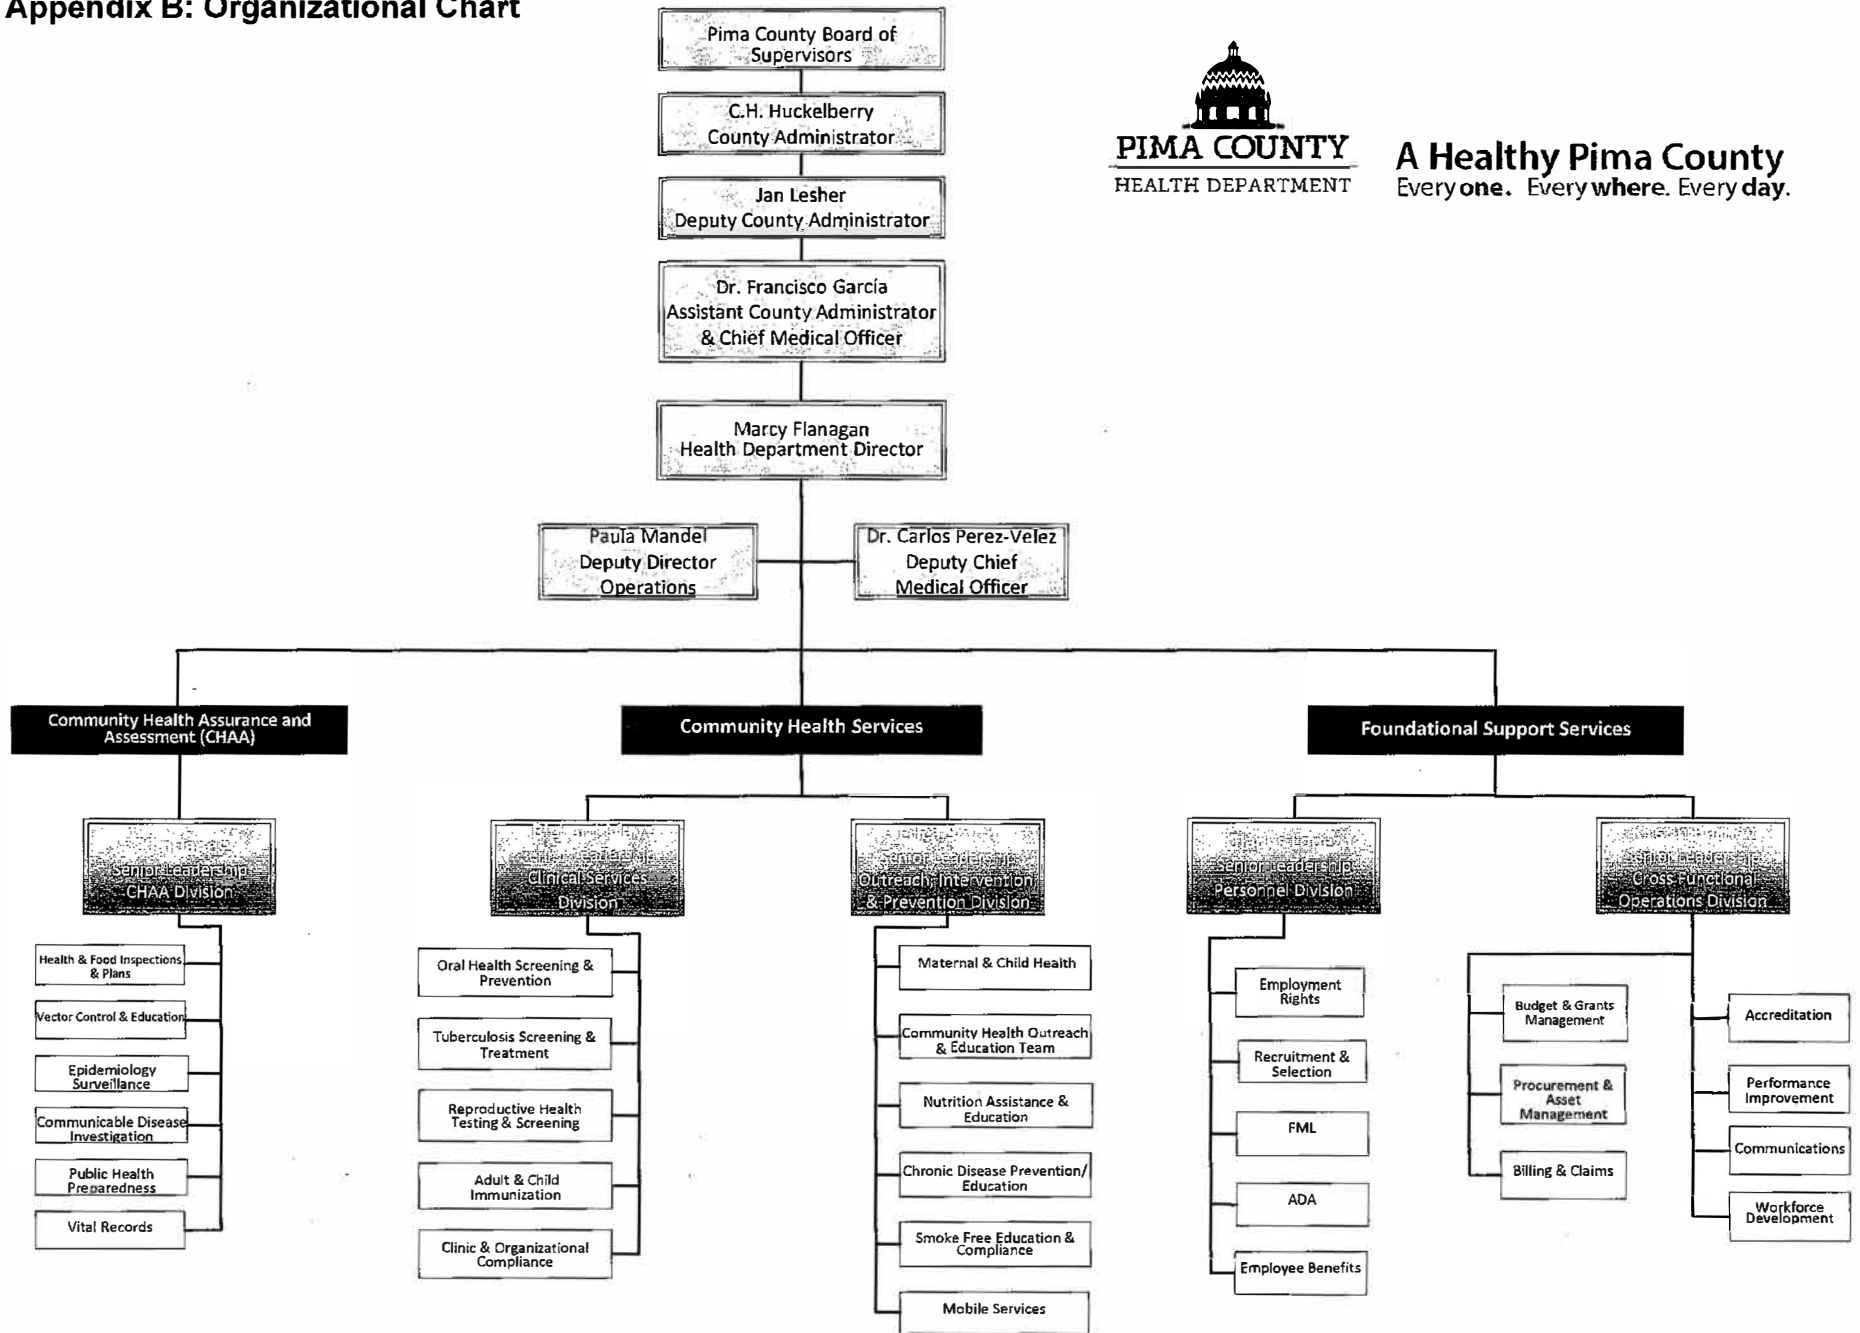 Appendix B: Organizational Chart
Pima County Board of
Supervisors
C.H. Huckelberry
County Administrator
Jan Lesher
Deputy County Administrator
Dr. Francisco García
Assistant County Administrator
& Chief Medical Officer
Marcy Flanagan
Health Department Director
PIMA COUNTY
HEALTH DEPARTMENT
A Healthy Pima County
Everyone. Everywhere. Every day.
Paula Mandel
Deputy Director
Operations
Dr. Carlos Perez-Velez
Deputy Chief
Medical Officer
Community Health Assurance and
Assessment (CHAA)
Senior Leadership
CHAA Division
Health & Food Inspections
& Plans
Vector Control & Education
Epidemiology
Surveillance
Communicable Disease
Investigation
Public Health
Preparedness
Vital Records
Community Health Services
Senior Leadership
Clinical Services
Division
Oral Health Screening &
Prevention
Tuberculosis Screening &
Treatment
Reproductive Health
Testing & Screening
Adult & Child
Immunization
Clinic & Organizational
Compliance
Senior Leadership
Outreach, Intervention
& Prevention Division
Maternal & Child Health
Community Health Outreach
& Education Team
Nutrition Assistance &
Education
Chronic Disease Prevention/
Education
Smoke Free Education &
Compliance
Mobile Services
Foundational Support Services
Senior Leadership
Personnel Division
Employment
Rights
Recruitment &
Selection
FML
ADA
Employee Benefits
Senior Leadership
Cross Functional
Operations Division
Budget & Grants
Management
Procurement &
Asset
Management
Billing & Claims
Accreditation
Performance
Improvement
Communications
Workforce
Development